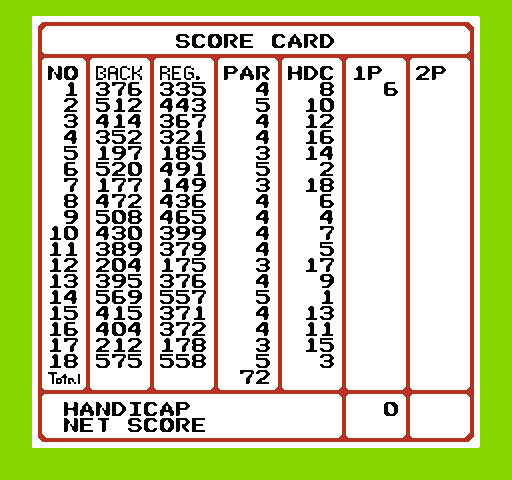 SCORE CARD
NO BACK REG. PAR HDC 1P 2P
1 376 335 4 8 6
2 512 443 5 10
3 414 367 4 12
4 352 321 4 16
5 197 185 3 14
6 520 491 5 2
7 177 149 3 18
8 472 436 4 6
9 508 465 4 4
10 430 399 4 7
11 389 379 4 5
12 204 175 3 17
13 395 376 4 9
14 569 557 5 1
15 415 371 4 13
16 404 372 4 11
17 212 178 3 15
18 575 558 5 3
Total 72
HANDICAP 0
NET SCORE